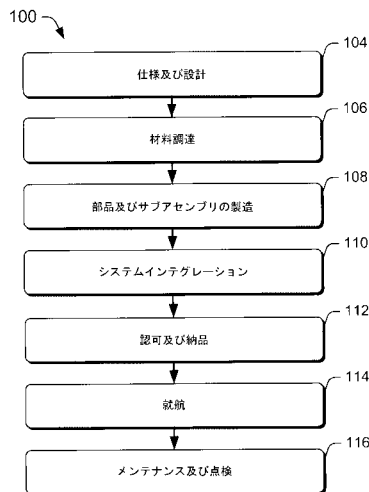 100
104
仕様及び設計
106
材料調達
108
部品及びサブアセンブリの製造
110
システムインテグレーション
112
認可及び納品
114
就航
116
メンテナンス及び点検